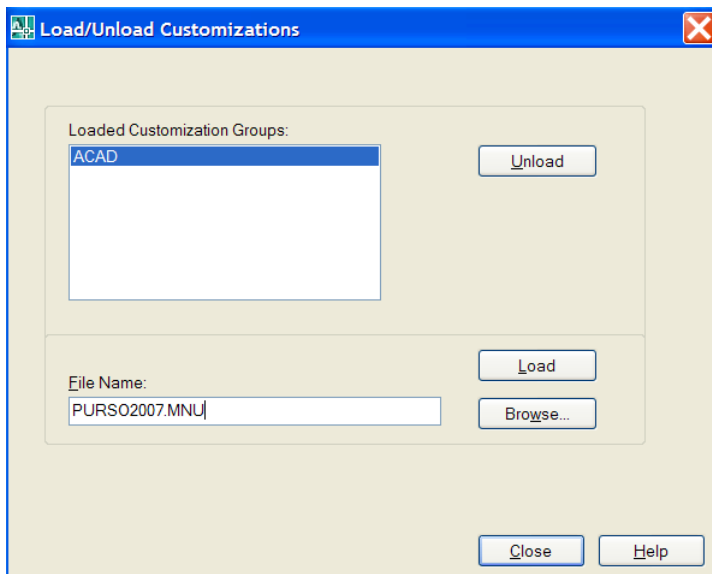 Load/Unload Customizations
Loaded Customization Groups:
ACAD
Unload
Load
File Name:
PURSO2007.MNU
Browse...
Close
Help